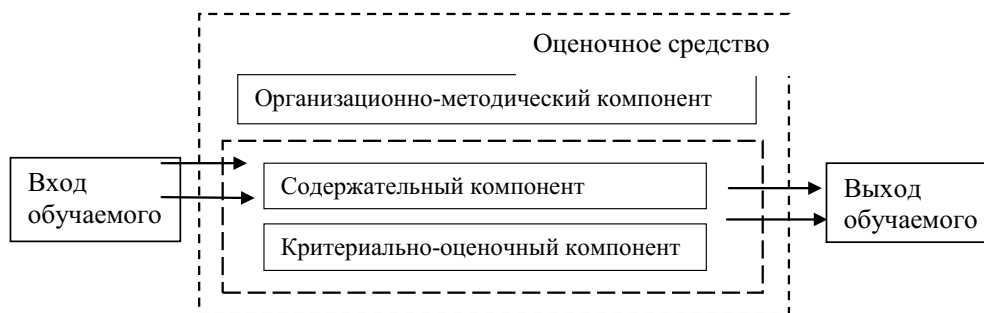 Оценочное средство
Организационно-методический компонент
Вход
обучаемого
Содержательный компонент
Критериально-оценочный компонент
Выход
обучаемого